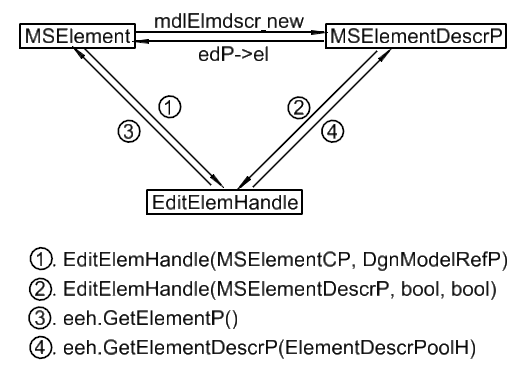 mdlElmdscr_new
MSElement
MSElementDescrP
edP->el
①
②
③
④
EditElemHandle
①. EditElemHandle(MSElementCP, DgnModelRefP)
②. EditElemHandle(MSElementDescrP, bool, bool)
③. eeh.GetElementP()
④. eeh.GetElementDescrP(ElementDescrPoolH)